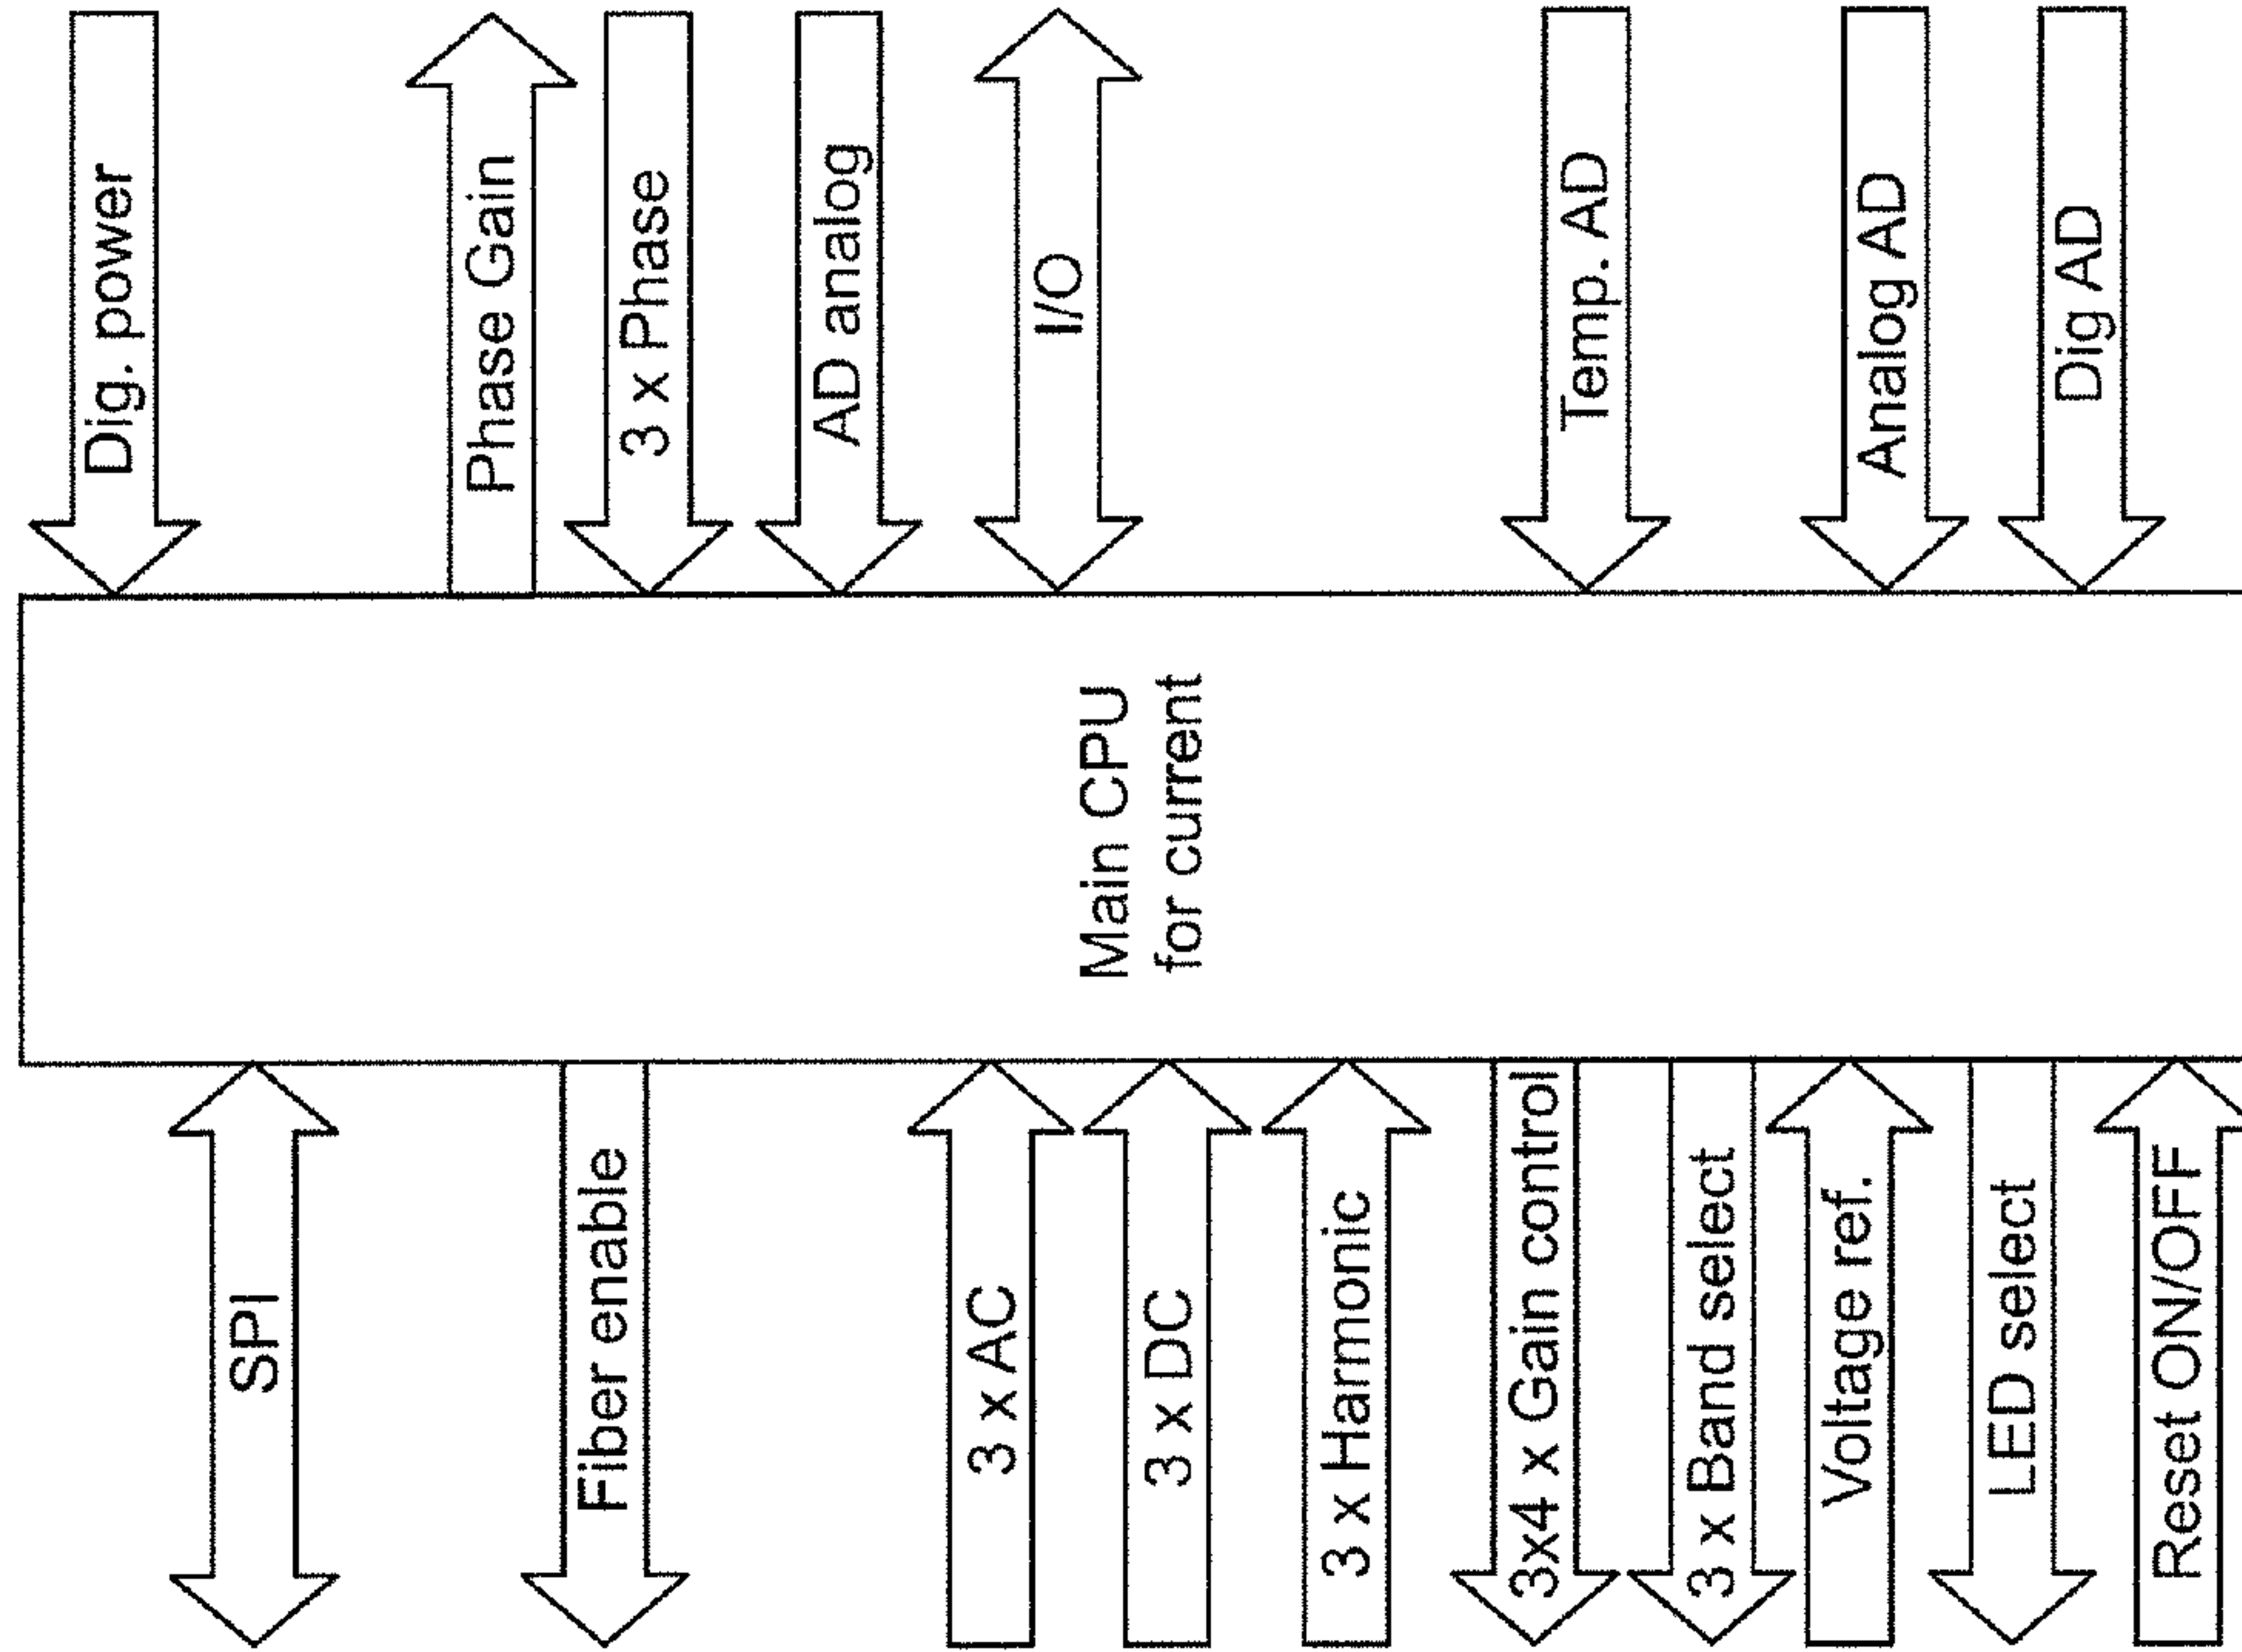 SPI
Fiber enable
3 x AC
3 x DC
3 x Harmonic
3x4 x Gain control
3 x Band select
Voltage ref.
LED select
Reset ON/OFF
Main CPU
for current
Dig. power
Phase Gain
3 x Phase
AD analog
I/O
Temp. AD
Analog AD
Dig AD